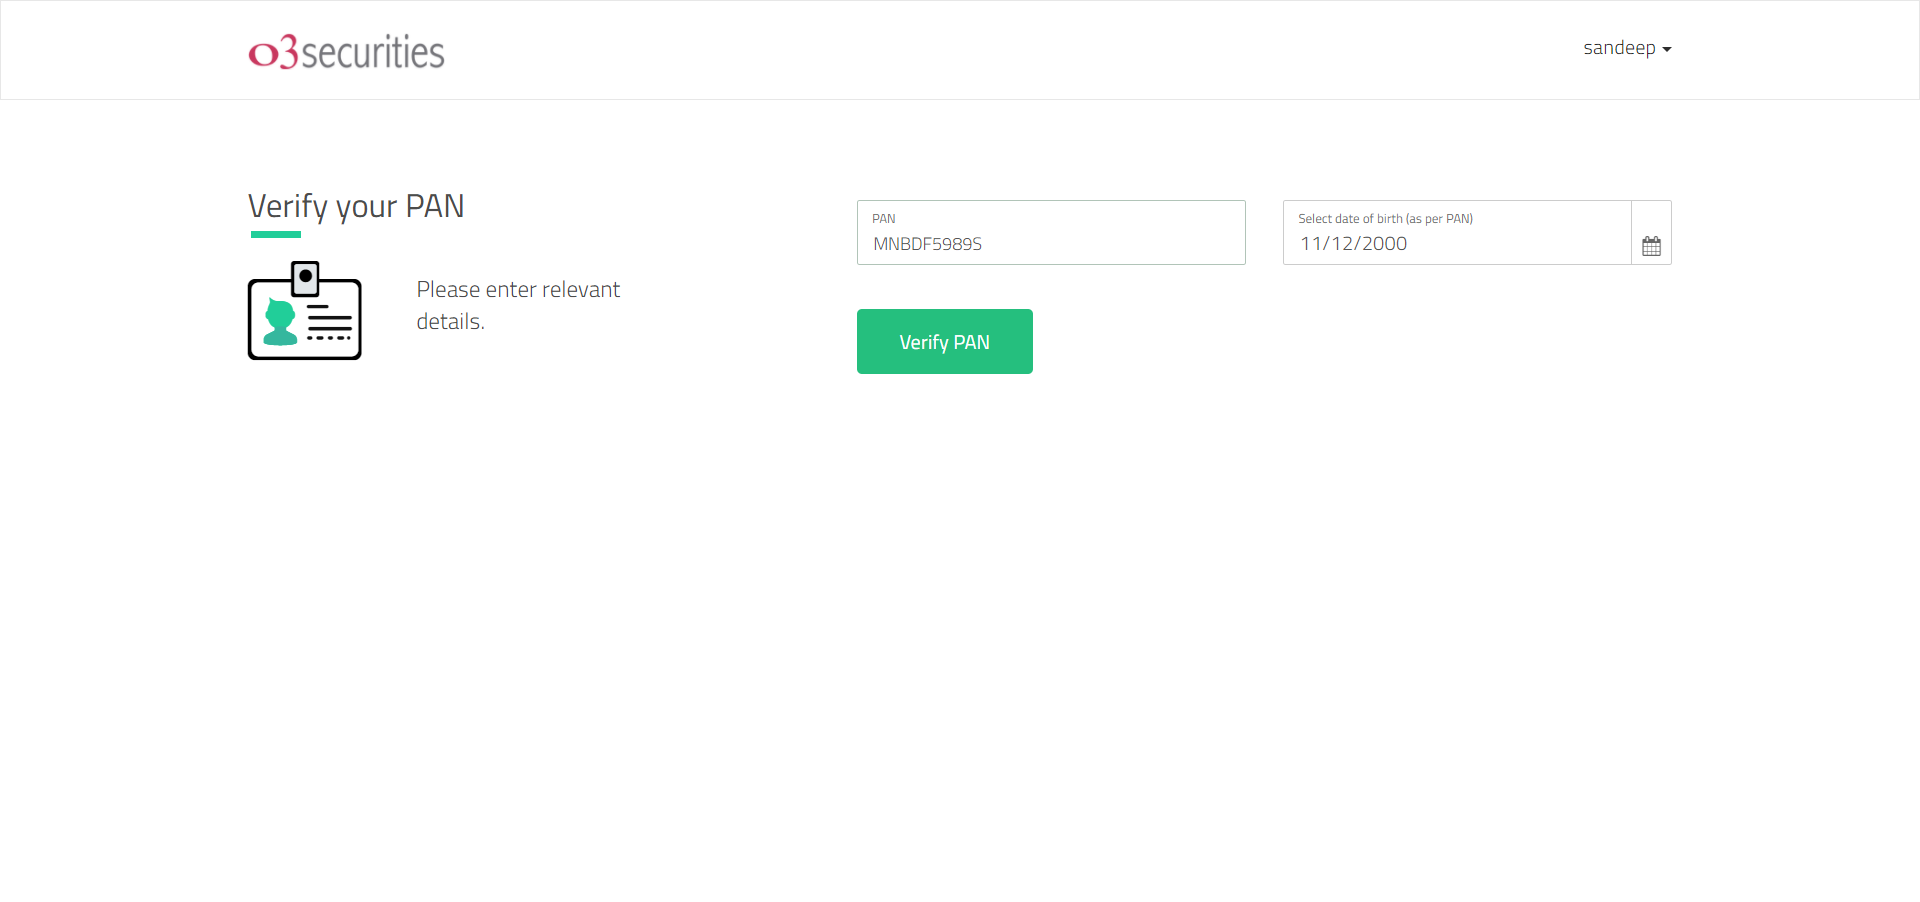 o3securities
sandeep
Verify your PAN
Please enter relevant
details.
PAN
MNBDF5989S
Select date of birth (as per PAN)
11/12/2000
Verify PAN